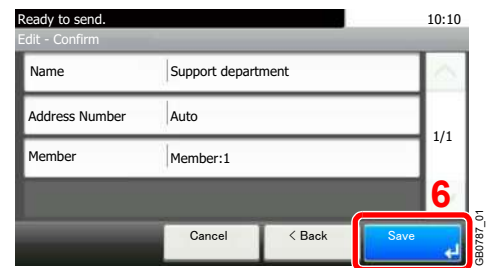 Ready to send. 10:10
Edit - Confirm
Name Support department
Address Number Auto
1/1
Member Member:1
6
Cancel < Back Save
GB0787_01